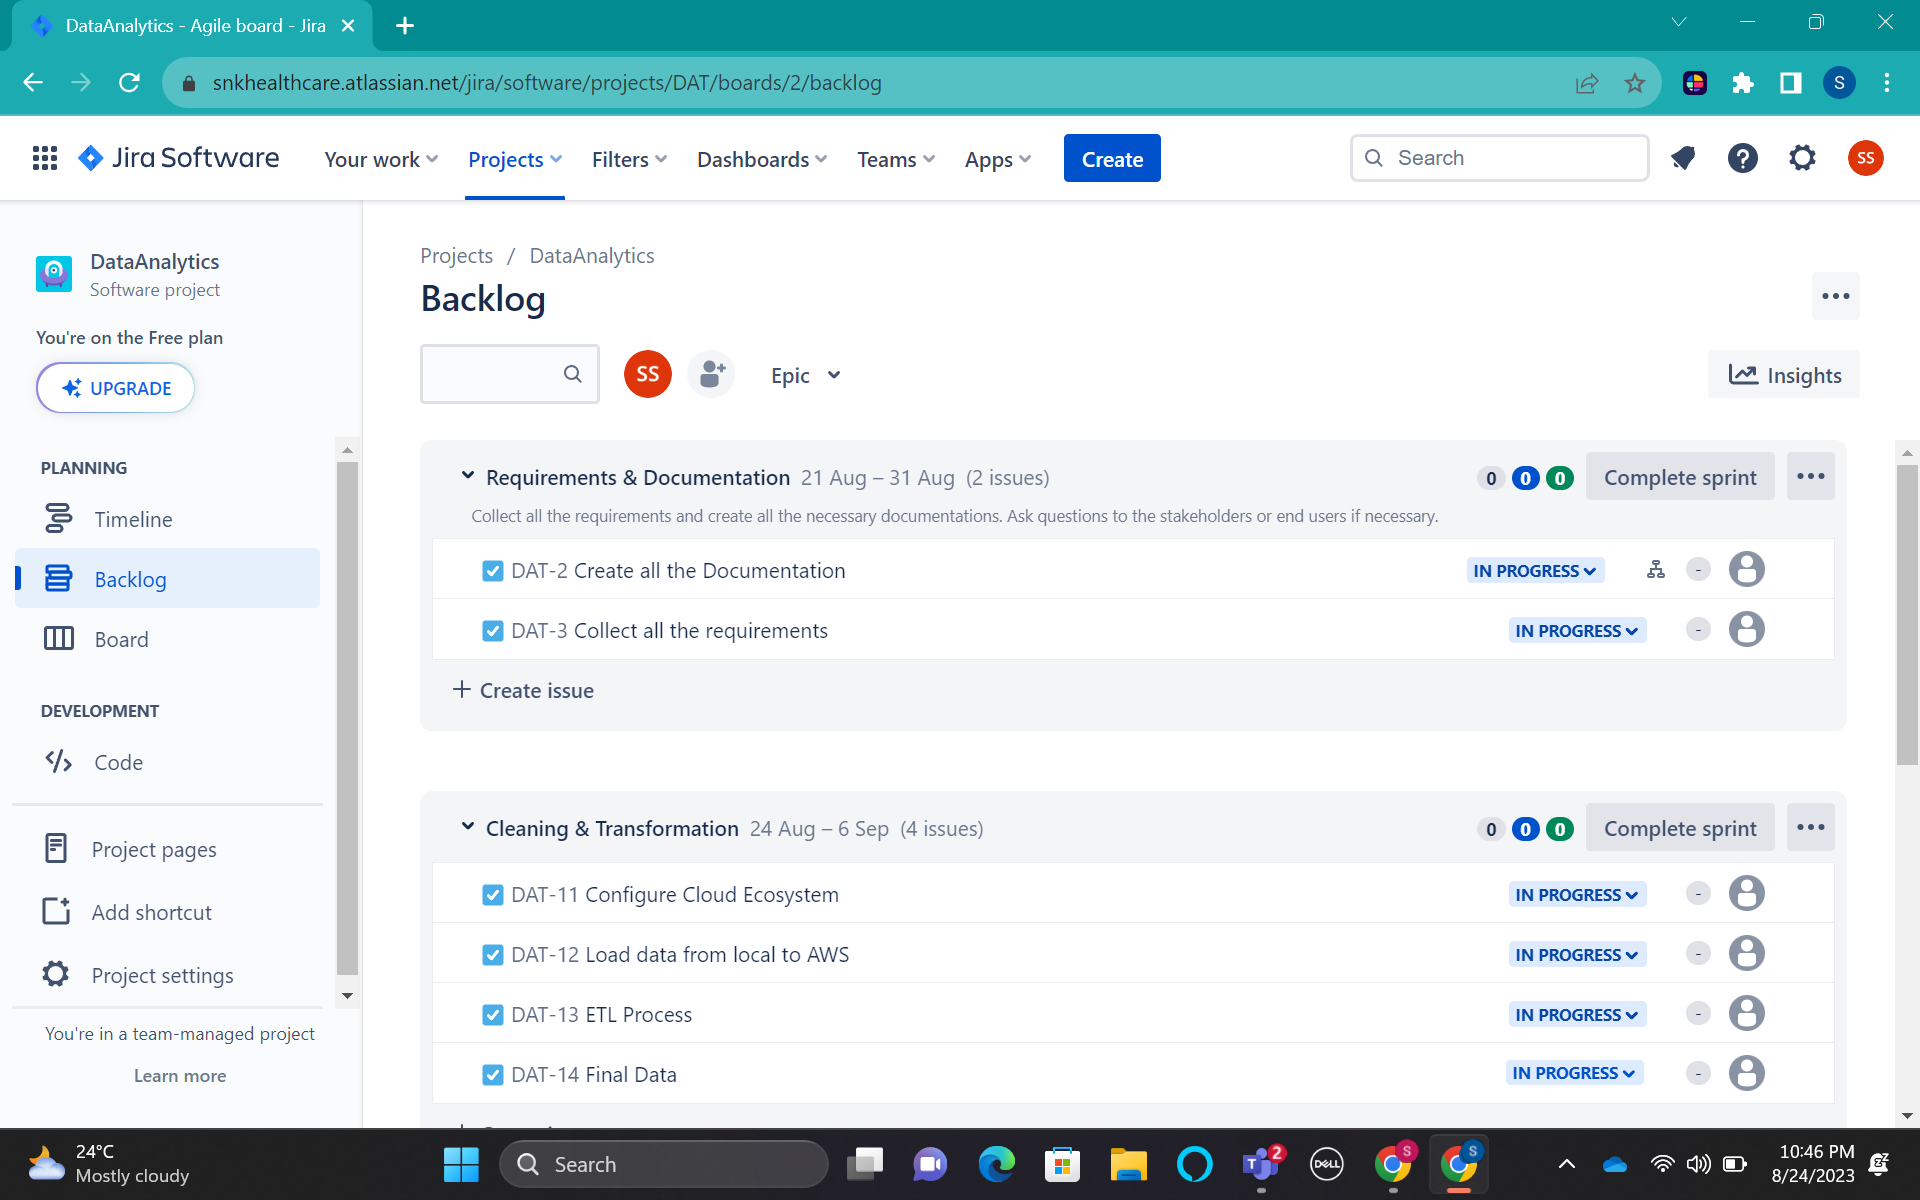 DataAnalytics - Agile board - Jira
snkhealthcare.atlassian.net/jira/software/projects/DAT/boards/2/backlog
S
Jira Software
Your work
Projects
Filters
Dashboards
Teams
Apps
Create
Search
SS
DataAnalytics
Software project
You're on the Free plan
UPGRADE
PLANNING
Timeline
Backlog
Board
DEVELOPMENT
Code
Project pages
Add shortcut
Project settings
You're in a team-managed project
Learn more
Projects / DataAnalytics
Backlog
SS
Epic
Insights
Requirements & Documentation 21 Aug – 31 Aug (2 issues)
0 0 0
Complete sprint
Collect all the requirements and create all the necessary documentations. Ask questions to the stakeholders or end users if necessary.
DAT-2 Create all the Documentation IN PROGRESS -
DAT-3 Collect all the requirements IN PROGRESS -
+ Create issue
Cleaning & Transformation 24 Aug – 6 Sep (4 issues)
0 0 0
Complete sprint
DAT-11 Configure Cloud Ecosystem IN PROGRESS -
DAT-12 Load data from local to AWS IN PROGRESS -
DAT-13 ETL Process IN PROGRESS -
DAT-14 Final Data IN PROGRESS -
24°C
Mostly cloudy
Search
2
DELL
S
S
10:46 PM
8/24/2023